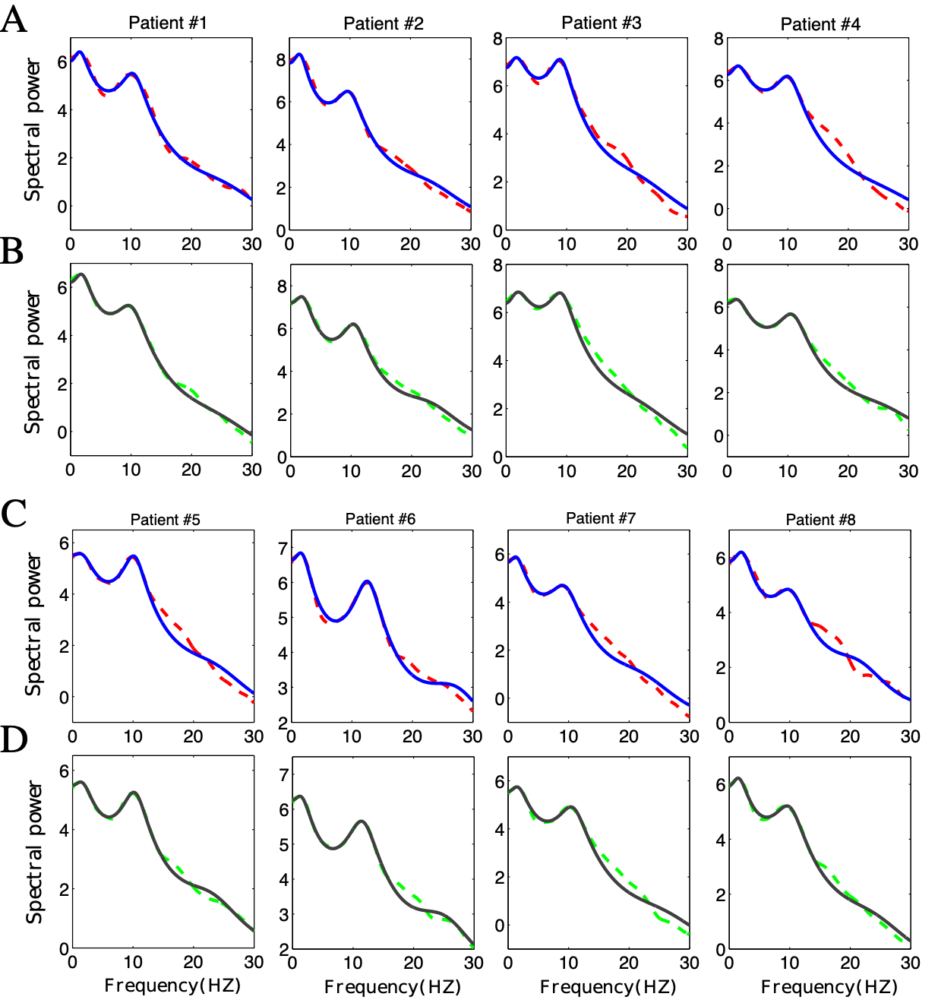 A
Patient #1 Patient #2 Patient #3 Patient #4
Spectral power
6 4 2 0
8 6 4 2 0
8 6 4 2 0
8 6 4 2 0
0 10 20 30 0 10 20 30 0 10 20 30 0 10 20 30
B
Spectral power
6 4 2 0
8 6 4 2 0
8 6 4 2 0
8 6 4 2 0
0 10 20 30 0 10 20 30 0 10 20 30 0 10 20 30
C
Patient #5 Patient #6 Patient #7 Patient #8
Spectral power
6 4 2 0
7 6 5 4 3 2
6 4 2 0
6 4 2 0
0 10 20 30 0 10 20 30 0 10 20 30 0 10 20 30
D
Spectral power
6 4 2 0
7 6 5 4 3 2
6 4 2 0
6 4 2 0
0 10 20 30 0 10 20 30 0 10 20 30 0 10 20 30
Frequency(HZ) Frequency(HZ) Frequency(HZ) Frequency(HZ)